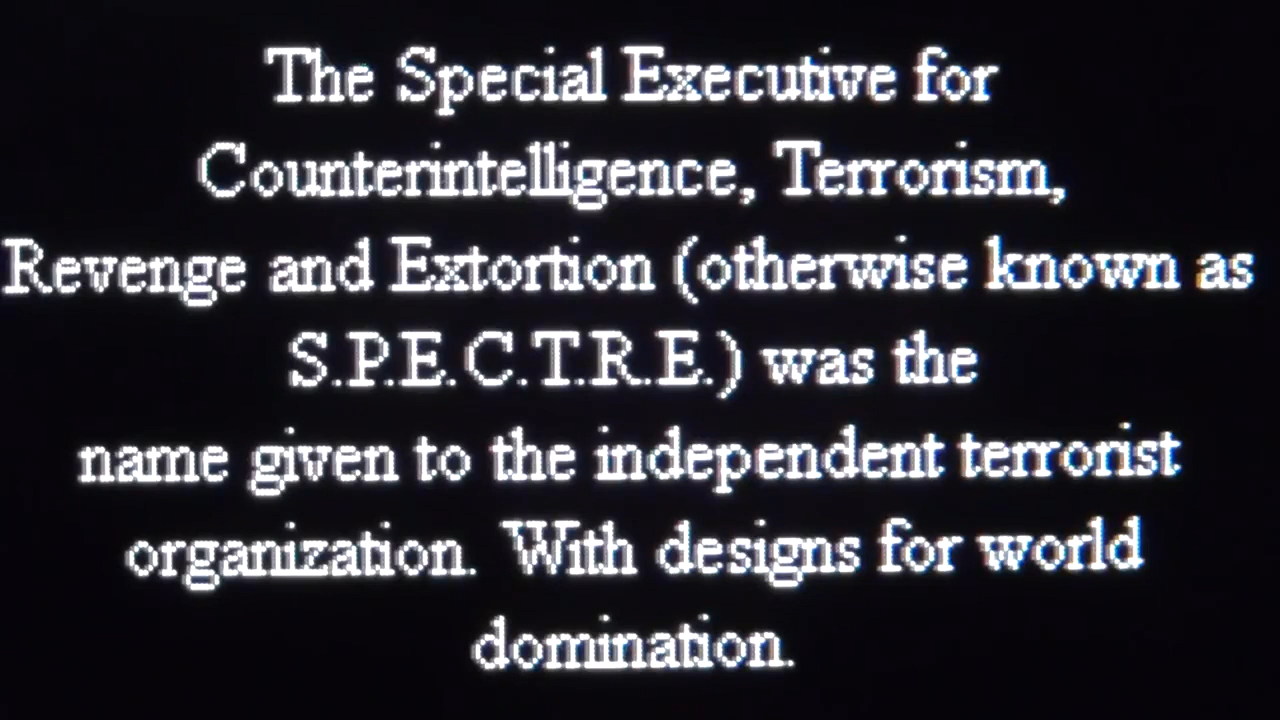 The Special Executive for
Counterintelligence, Terrorism,
Revenge and Extortion (otherwise known as
S.P.E.C.T.R.E.) was the
name given to the independent terrorist
organization. With designs for world
domination.